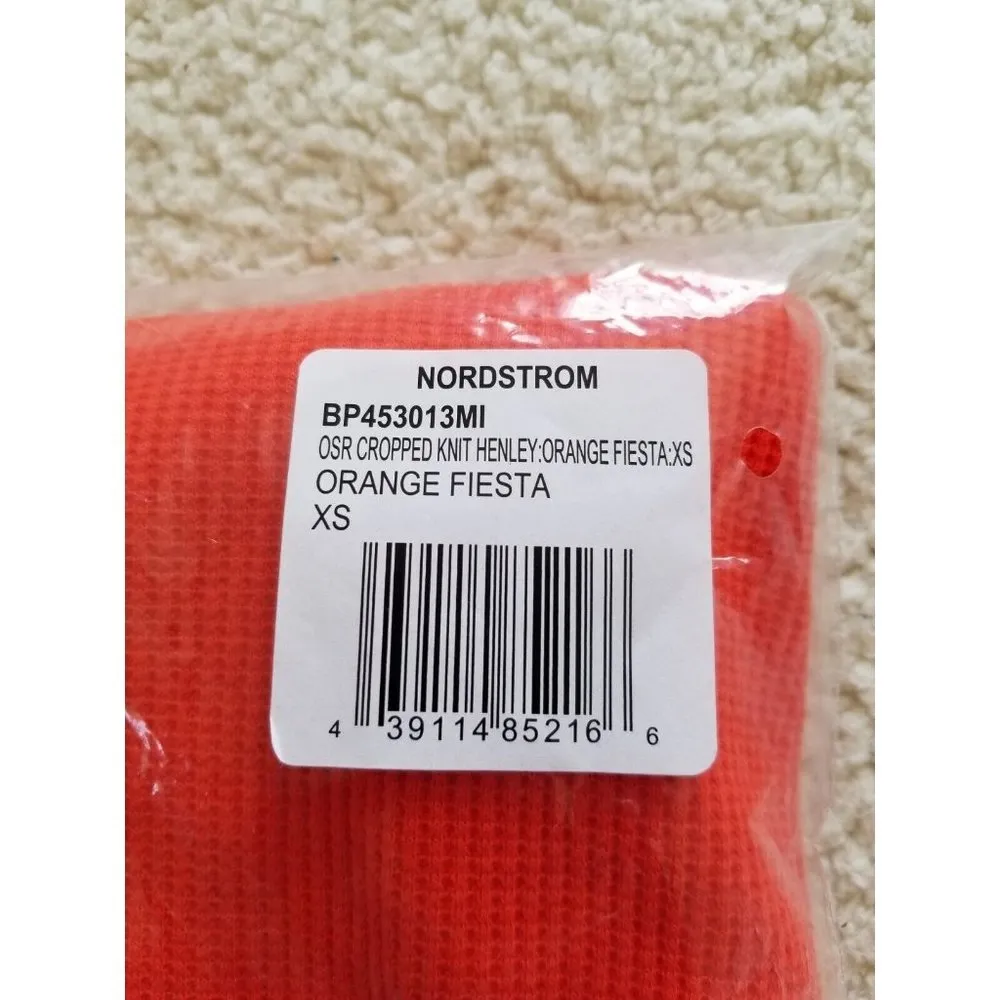 NORDSTROM
BP453013MI
OSR CROPPED KNIT HENLEY:ORANGE FIESTA:XS
ORANGE FIESTA
XS
4 39114 85216 6